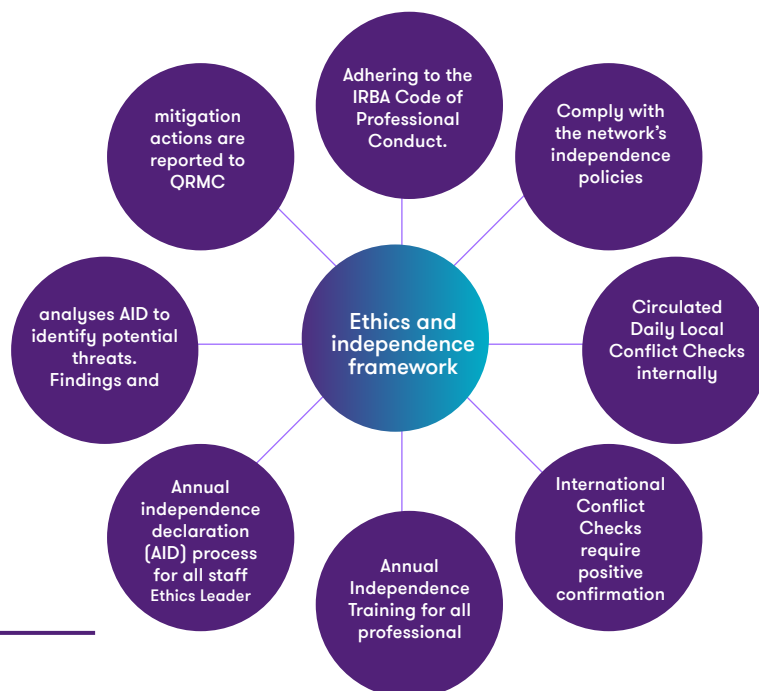 Adhering to the
IRBA Code of
Professional
Conduct.
Comply with
the network's
independence
policies
Circulated
Daily Local
Conflict Checks
internally
International
Conflict
Checks
require
positive
confirmation
Annual
Independence
Training for all
professional
Annual
independence
declaration
(AID) process
for all staff
Ethics Leader
analyses AID to
identify potential
threats.
Findings and
mitigation
actions are
reported to
QRMC
Ethics and
independence
framework